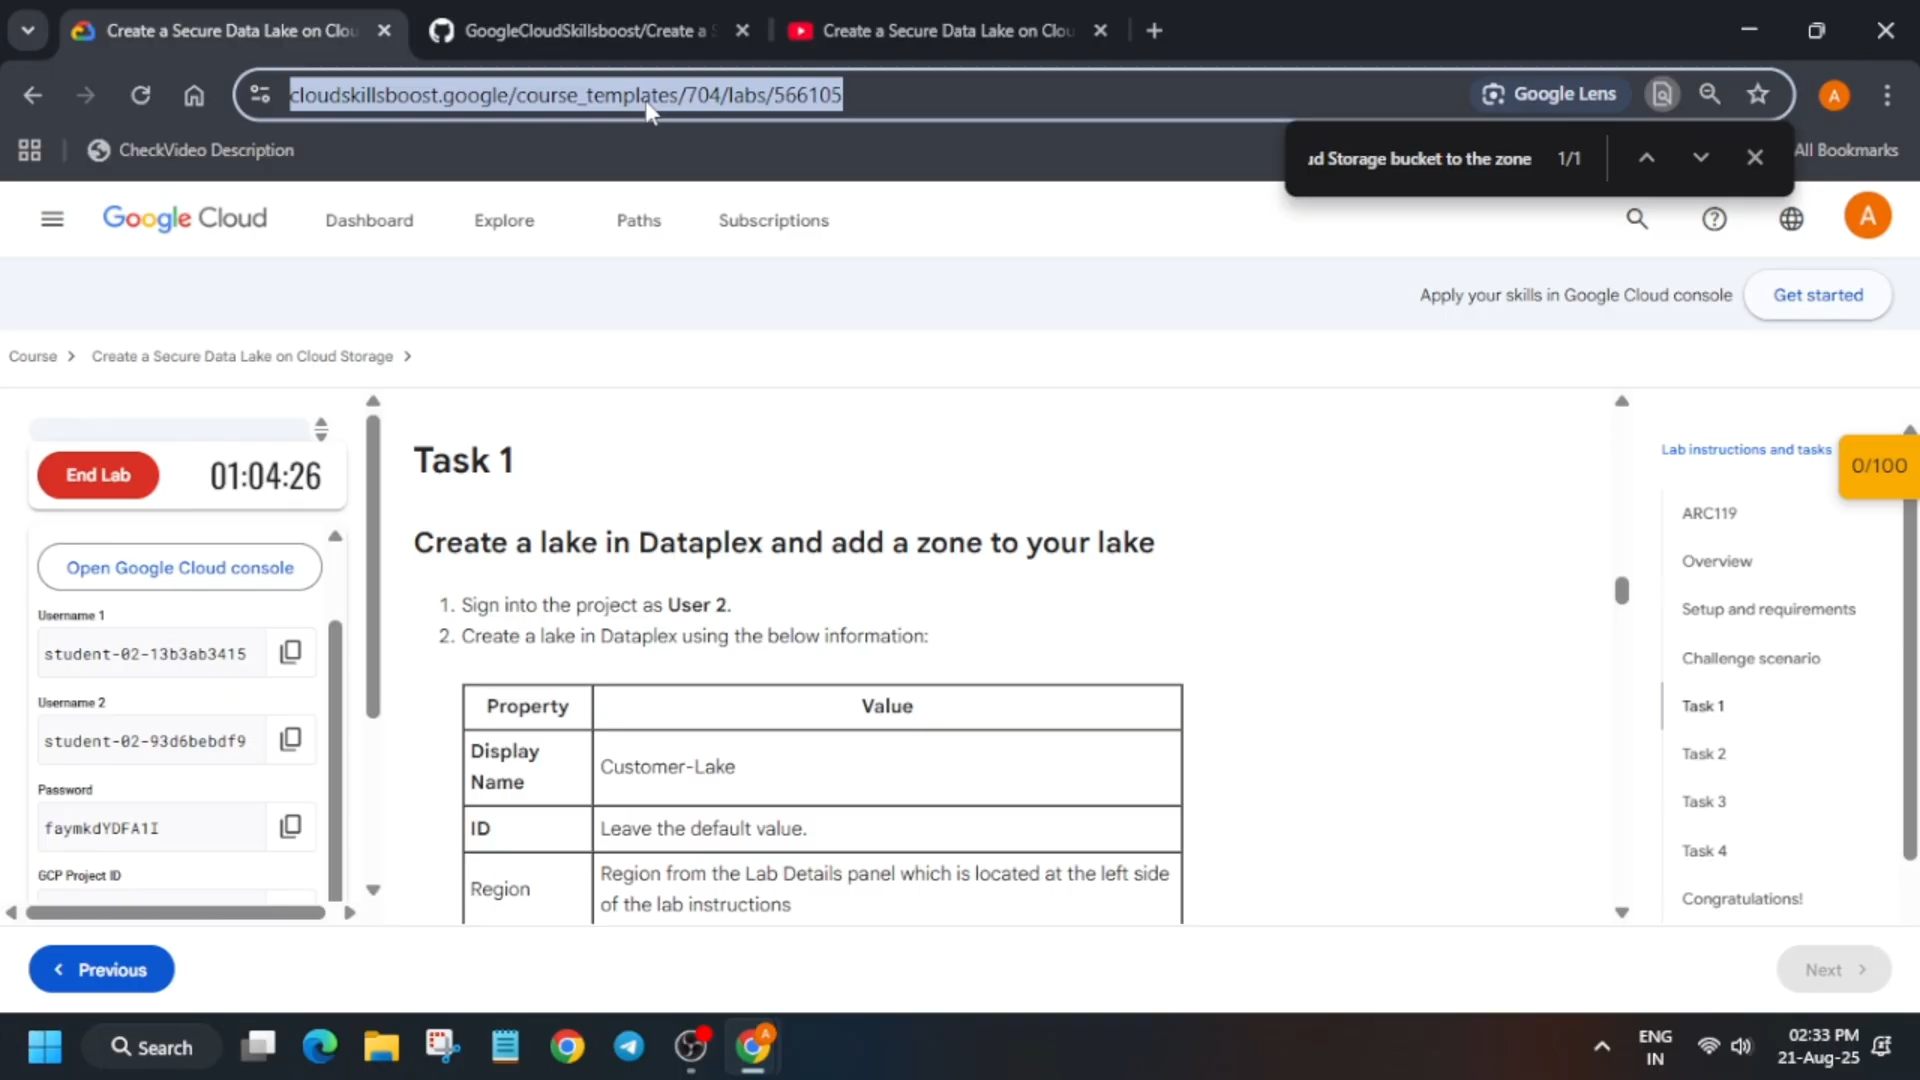 Create a Secure Data Lake on Clou
GoogleCloudSkillsboost/Create a S
Create a Secure Data Lake on Clou
cloudskillsboost.google/course_templates/704/labs/566105
Google Lens
CheckVideo Description
All Bookmarks
ud Storage bucket to the zone 1/1
Google Cloud
Dashboard
Explore
Paths
Subscriptions
A
Apply your skills in Google Cloud console
Get started
Course > Create a Secure Data Lake on Cloud Storage >
End Lab
01:04:26
Open Google Cloud console
Username 1
student-02-13b3ab3415
Username 2
student-02-93d6bebdf9
Password
faymkdYDFA1I
GCP Project ID
Task 1
Create a lake in Dataplex and add a zone to your lake
1. Sign into the project as User 2.
2. Create a lake in Dataplex using the below information:
Property Value
Display Name Customer-Lake
ID Leave the default value.
Region Region from the Lab Details panel which is located at the left side
of the lab instructions
Lab instructions and tasks
0/100
ARC119
Overview
Setup and requirements
Challenge scenario
Task 1
Task 2
Task 3
Task 4
Congratulations!
Previous
Next
Search
ENG
IN
02:33 PM
21-Aug-25